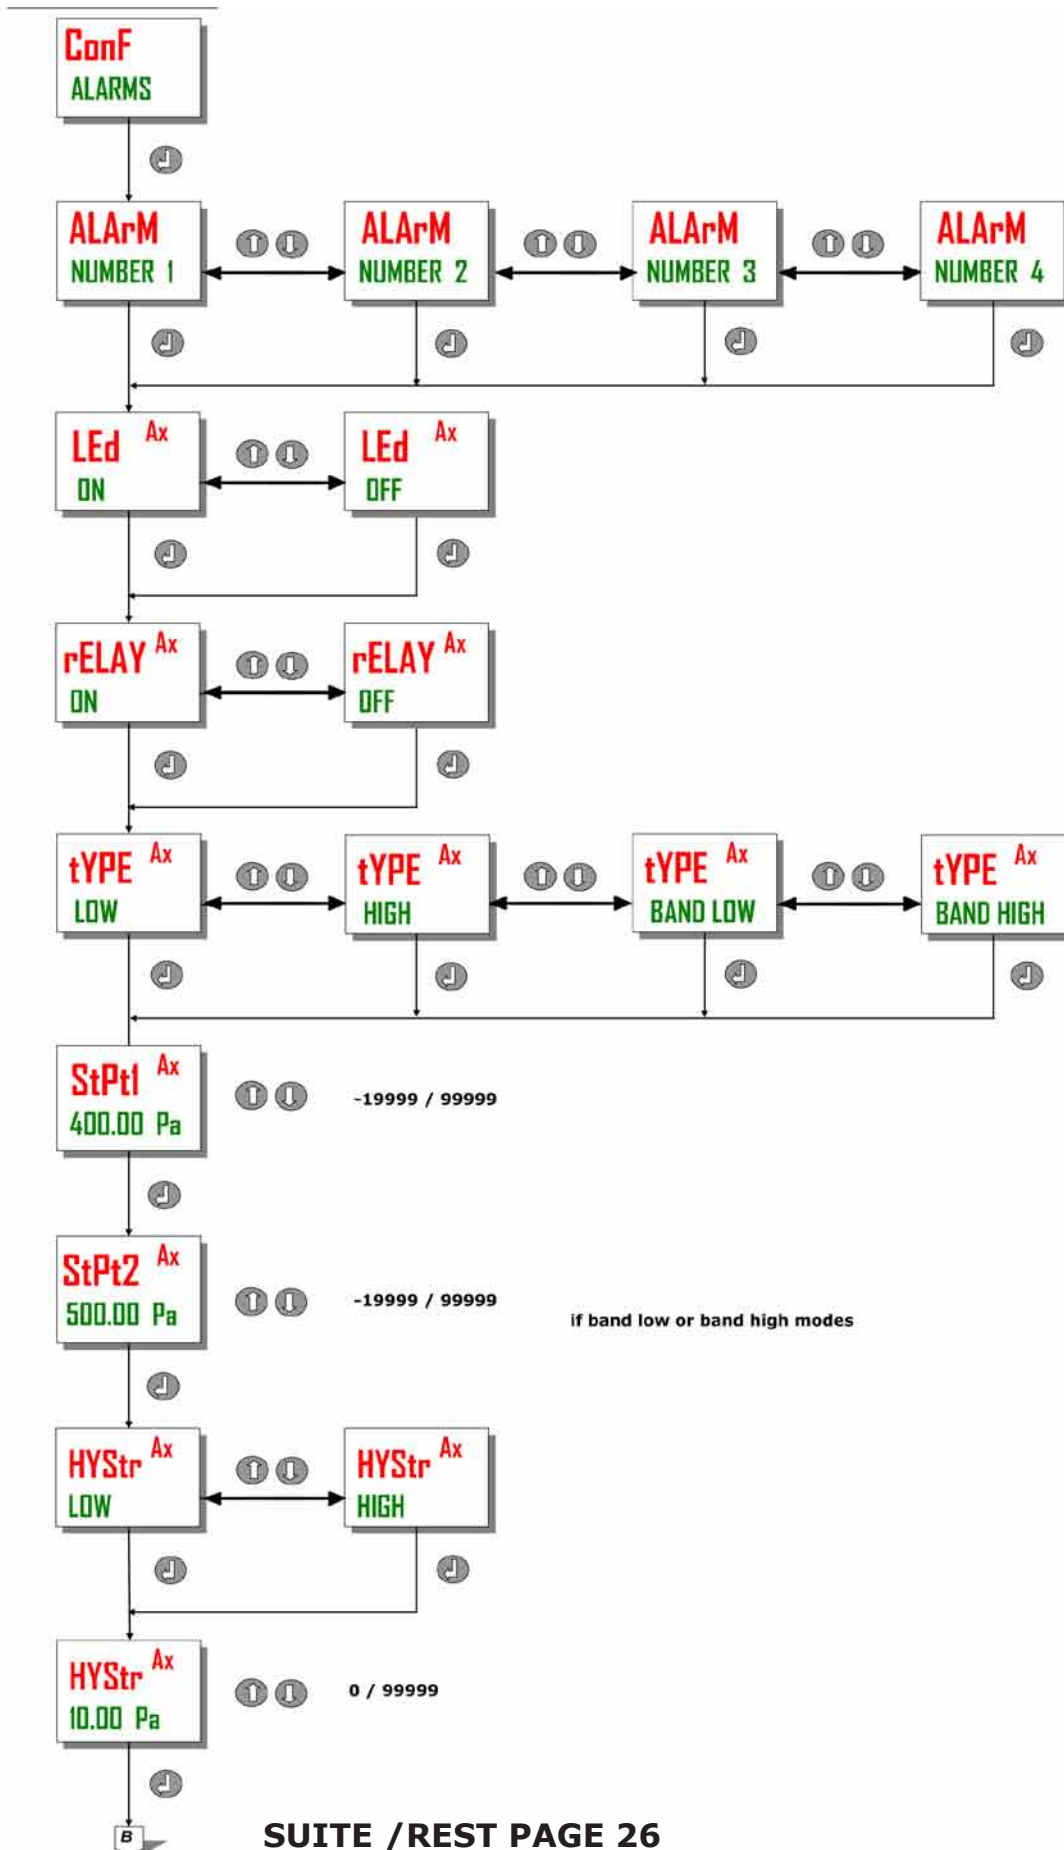 ConF
ALARMS
ALArM
NUMBER 1
ALArM
NUMBER 2
ALArM
NUMBER 3
ALArM
NUMBER 4
LEd Ax
ON
LEd Ax
OFF
rELAY Ax
ON
rELAY Ax
OFF
tYPE Ax
LOW
tYPE Ax
HIGH
tYPE Ax
BAND LOW
tYPE Ax
BAND HIGH
StPt1 Ax
400.00 Pa
-19999 / 99999
StPt2 Ax
500.00 Pa
-19999 / 99999
if band low or band high modes
HYStr Ax
LOW
HYStr Ax
HIGH
HYStr Ax
10.00 Pa
0 / 99999
B
SUITE /REST PAGE 26